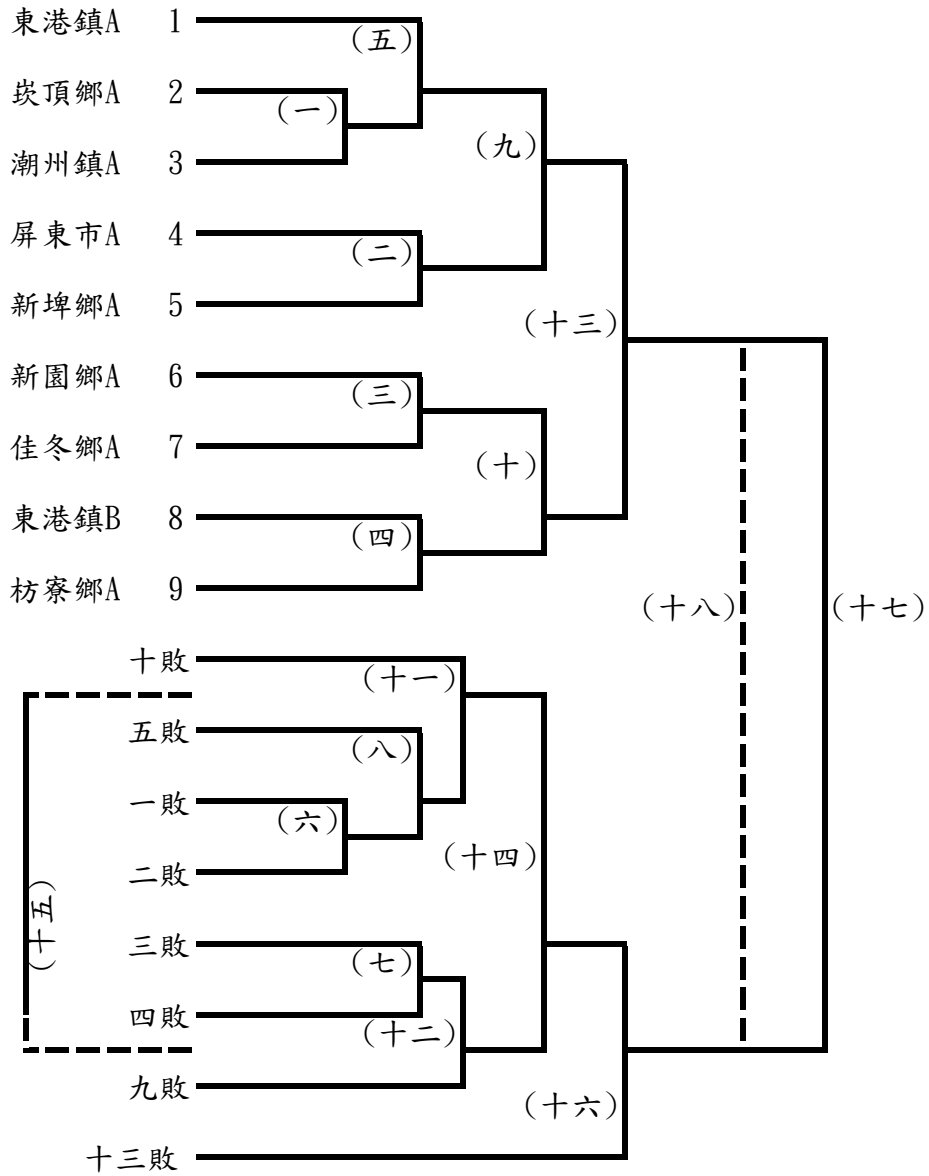 東港鎮A 1
(五)
崁頂鄉A 2
(一)
(九)
潮州鎮A 3
屏東市A 4
(二)
新埤鄉A 5
(十三)
新園鄉A 6
(三)
佳冬鄉A 7
(十)
東港鎮B 8
(四)
枋寮鄉A 9
(十八)
(十七)
十敗
(十一)
五敗
(八)
一敗
(六)
(十四)
二敗
(十五)
三敗
(七)
四敗
(十二)
九敗
(十六)
十三敗